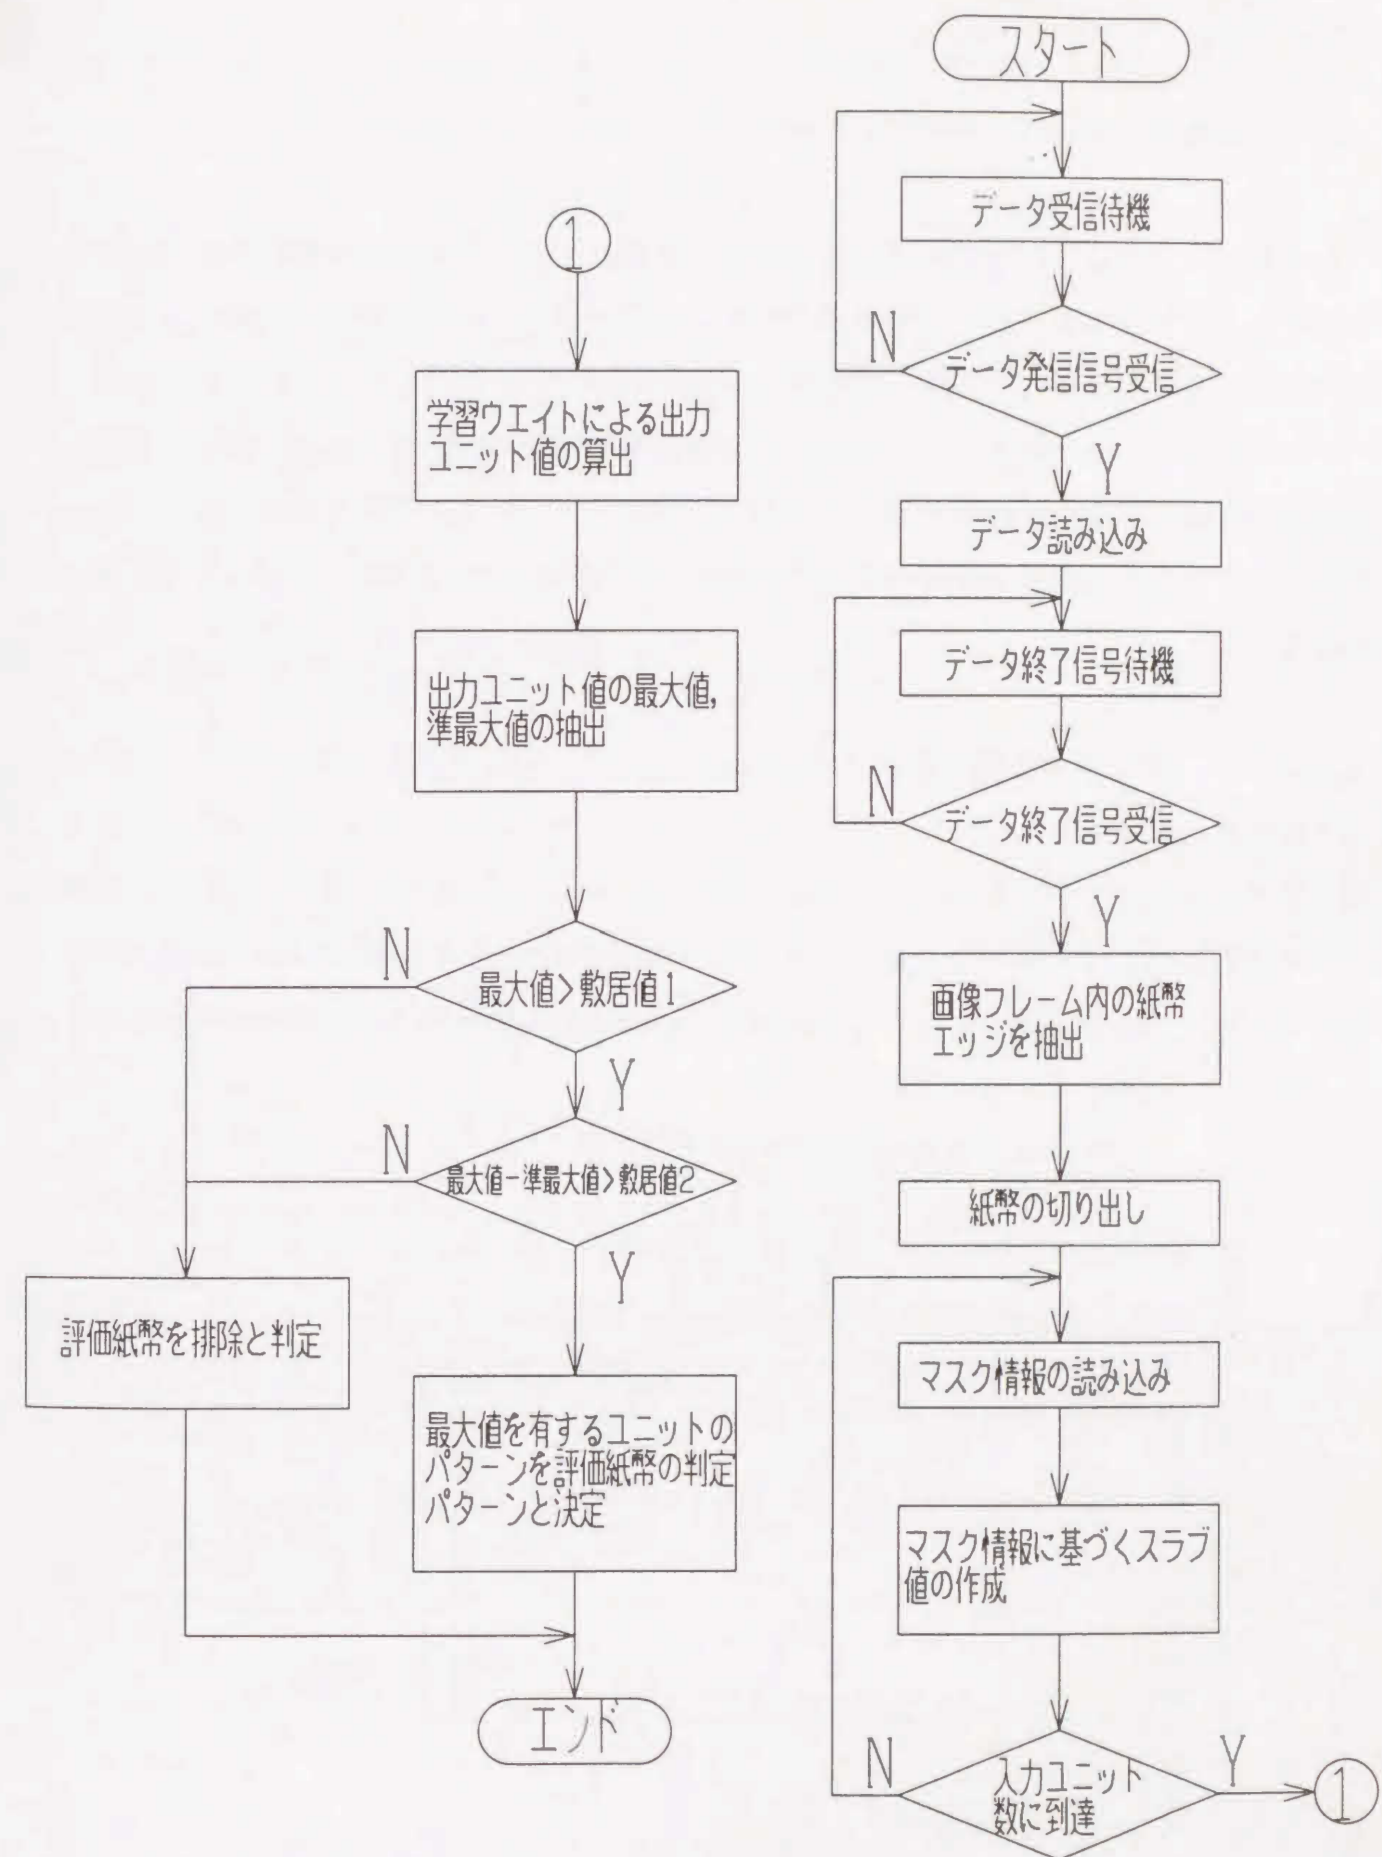 スタート
データ受信待機
データ発信信号受信
N
Y
データ読み込み
データ終了信号待機
データ終了信号受信
N
Y
画像フレーム内の紙幣
エッジを抽出
紙幣の切り出し
マスク情報の読み込み
マスク情報に基づくスラブ
値の作成
入力ユニット
数に到達
N
Y
1
1
学習ウエイトによる出力
ユニット値の算出
出力ユニット値の最大値,
準最大値の抽出
最大値>敷居値1
N
Y
最大値-準最大値>敷居値2
N
Y
評価紙幣を排除と判定
最大値を有するユニットの
パターンを評価紙幣の判定
パターンと決定
エンド